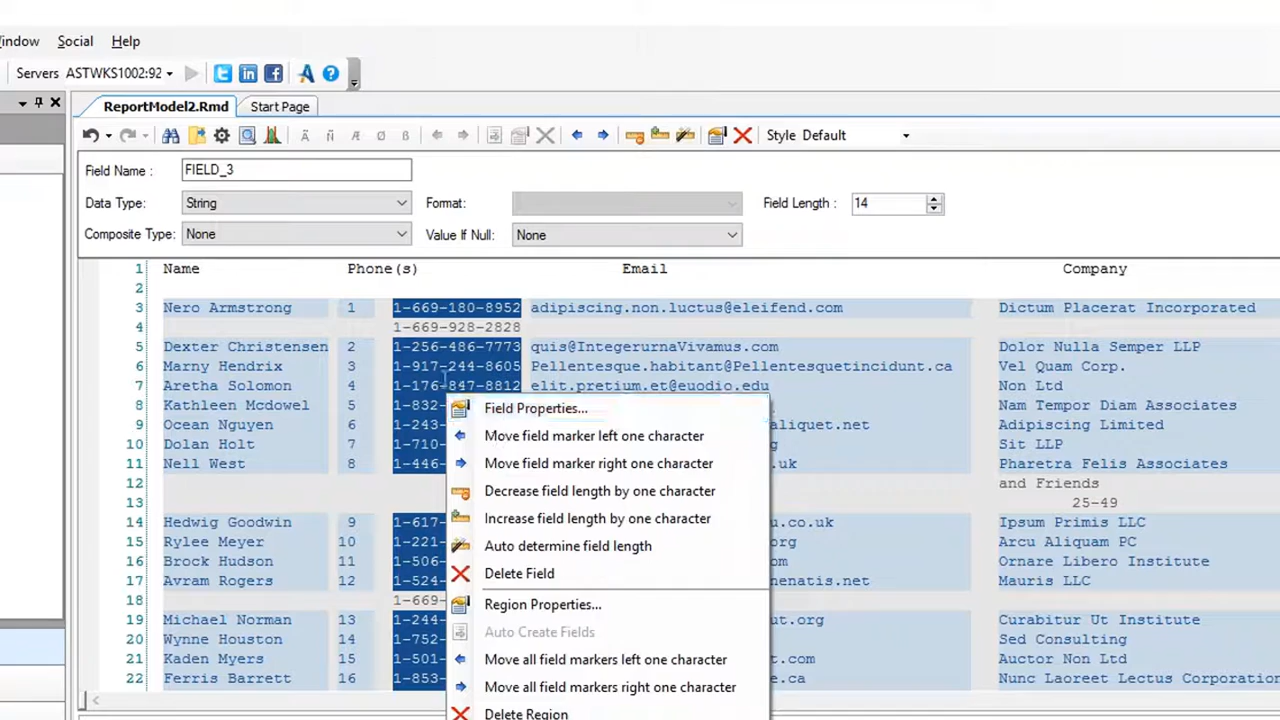 indow Social Help
Servers ASTWKS1002:92
ReportModel2.Rmd Start Page
Style Default
Field Name : FIELD_3
Data Type: String Format: Field Length : 14
Composite Type: None Value If Null: None
1 Name Phone(s) Email Company
2
3 Nero Armstrong 1 1-669-180-8952 adipiscing.non.luctus@eleifend.com Dictum Placerat Incorporated
4 1-669-928-2828
5 Dexter Christensen 2 1-256-486-7773 quis@IntegerurnaVivamus.com Dolor Nulla Semper LLP
6 Marny Hendrix 3 1-917-244-8605 Pellentesque.habitant@Pellentesquetincidunt.ca Vel Quam Corp.
7 Aretha Solomon 4 1-176-847-8812 elit.pretium.et@euodio.edu Non Ltd
8 Kathleen Mcdowel 5 1-832- Nam Tempor Diam Associates
9 Ocean Nguyen 6 1-243- aliquet.net Adipiscing Limited
10 Dolan Holt 7 1-710- Sit LLP
11 Nell West 8 1-446- .uk Pharetra Felis Associates
12 and Friends
13 25-49
14 Hedwig Goodwin 9 1-617- u.co.uk Ipsum Primis LLC
15 Rylee Meyer 10 1-221- org Arcu Aliquam PC
16 Brock Hudson 11 1-506- om Ornare Libero Institute
17 Avram Rogers 12 1-524- nenatis.net Mauris LLC
18 1-669-
19 Michael Norman 13 1-244- ut.org Curabitur Ut Institute
20 Wynne Houston 14 1-752- Sed Consulting
21 Kaden Myers 15 1-501- t.com Auctor Non Ltd
22 Ferris Barrett 16 1-853- e.ca Nunc Laoreet Lectus Corporation
Field Properties...
Move field marker left one character
Move field marker right one character
Decrease field length by one character
Increase field length by one character
Auto determine field length
Delete Field
Region Properties...
Auto Create Fields
Move all field markers left one character
Move all field markers right one character
Delete Region